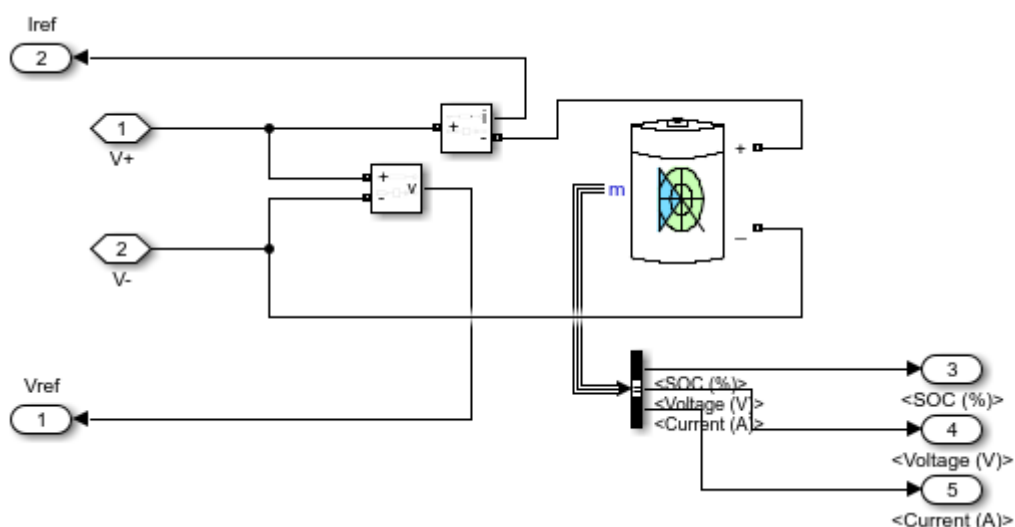 Iref
2
1
V+
+
i
-
+
-
v
2
V-
m
+
_
Vref
1
<SOC (%)>
<Voltage (V)>
<Current (A)>
3
<SOC (%)>
4
<Voltage (V)>
5
<Current (A)>